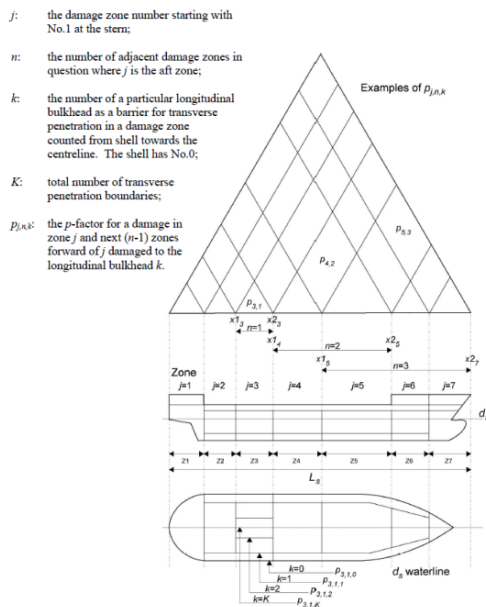 j: the damage zone number starting with
No.1 at the stern;
n: the number of adjacent damage zones in
question where j is the aft zone;
k: the number of a particular longitudinal
bulkhead as a barrier for transverse
penetration in a damage zone
counted from shell towards the
centreline. The shell has No.0;
K: total number of transverse
penetration boundaries;
pj,n,k: the p-factor for a damage in
zone j and next (n-1) zones
forward of j damaged to the
longitudinal bulkhead k.
Examples of pj,n,k
p5,3
p4,2
p3,1
x13 x23
n=1
x14 n=2 x25
x15 n=3 x27
Zone
j=1 j=2 j=3 j=4 j=5 j=6 j=7
Z1 Z2 Z3 Z4 Z5 Z6 Z7
Ls
ds waterline
k=0 p3,1,0
k=1 p3,1,1
k=2 p3,1,2
k=K p3,1,K